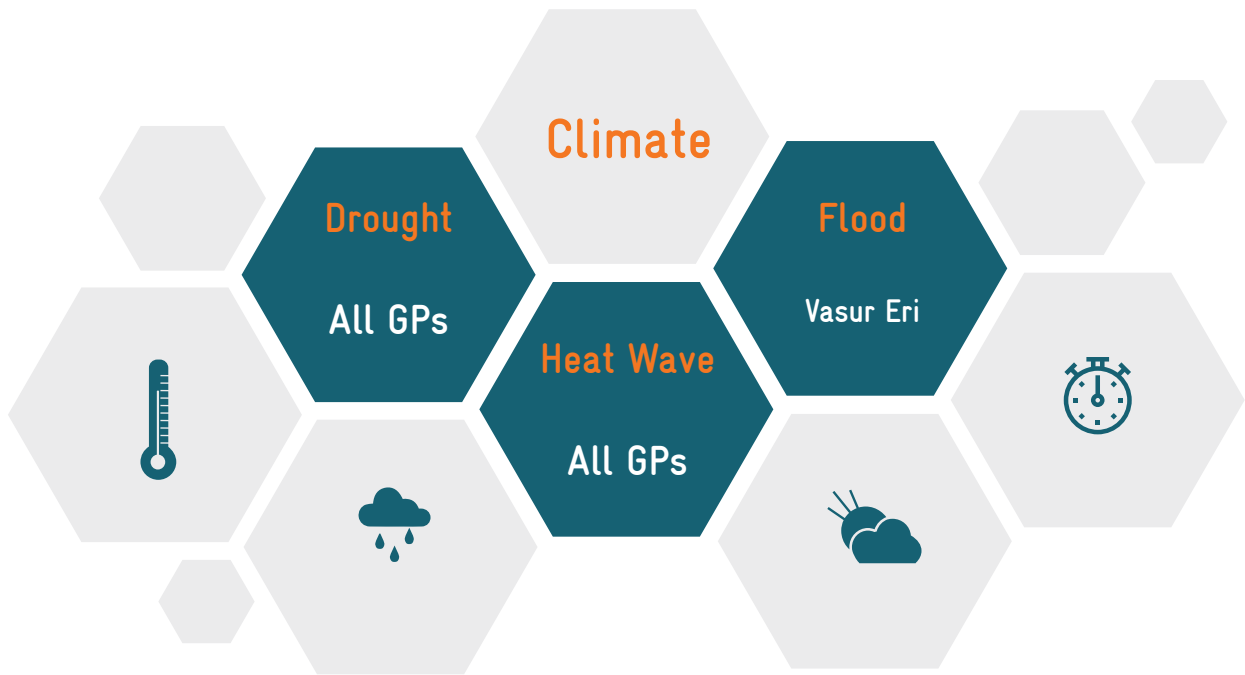 Climate
Drought
All GPs
Flood
Vasur Eri
Heat Wave
All GPs